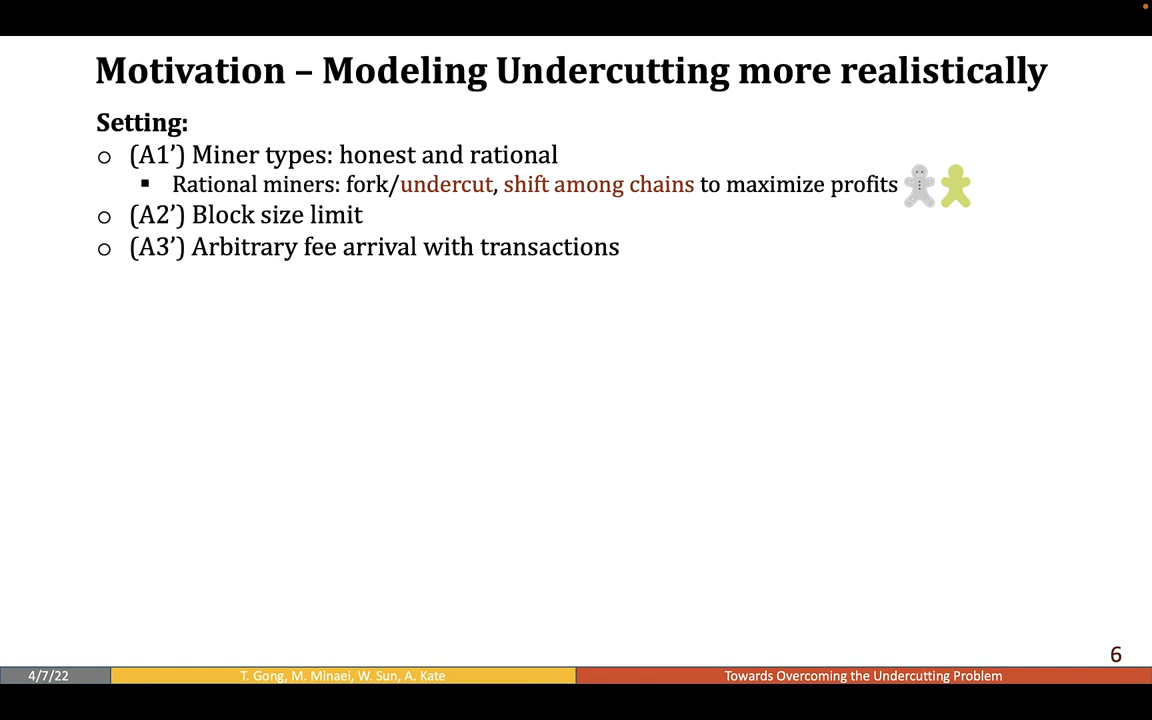 Motivation – Modeling Undercutting more realistically
Setting:
(A1’) Miner types: honest and rational
Rational miners: fork/undercut, shift among chains to maximize profits
(A2’) Block size limit
(A3’) Arbitrary fee arrival with transactions
6
4/7/22
T. Gong, M. Minaei, W. Sun, A. Kate
Towards Overcoming the Undercutting Problem